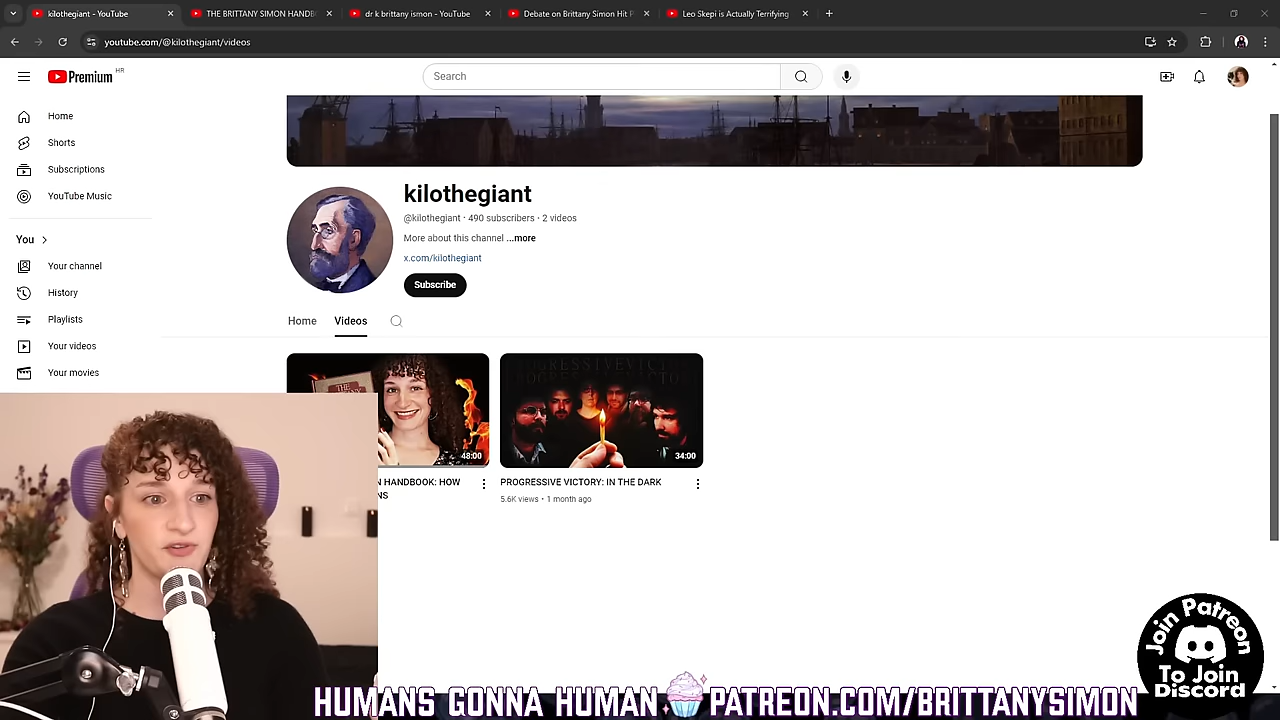 kilothegiant - YouTube
THE BRITTANY SIMON HANDB
dr k brittany ismon - YouTube
Debate on Brittany Simon Hit P
Leo Skepi is Actually Terrifying
youtube.com/@kilothegiant/videos
Premium HR
Search
Home
Shorts
Subscriptions
YouTube Music
You
Your channel
History
Playlists
Your videos
Your movies
kilothegiant
@kilothegiant · 490 subscribers · 2 videos
More about this channel ...more
x.com/kilothegiant
Subscribe
Home
Videos
THE
48:00
PROGRESSIVEVICT
34:00
N HANDBOOK: HOW
NS
PROGRESSIVE VICTORY: IN THE DARK
5.6K views · 1 month ago
Join Patreon
To Join
Discord
HUMANS GONNA HUMAN PATREON.COM/BRITTANYSIMON